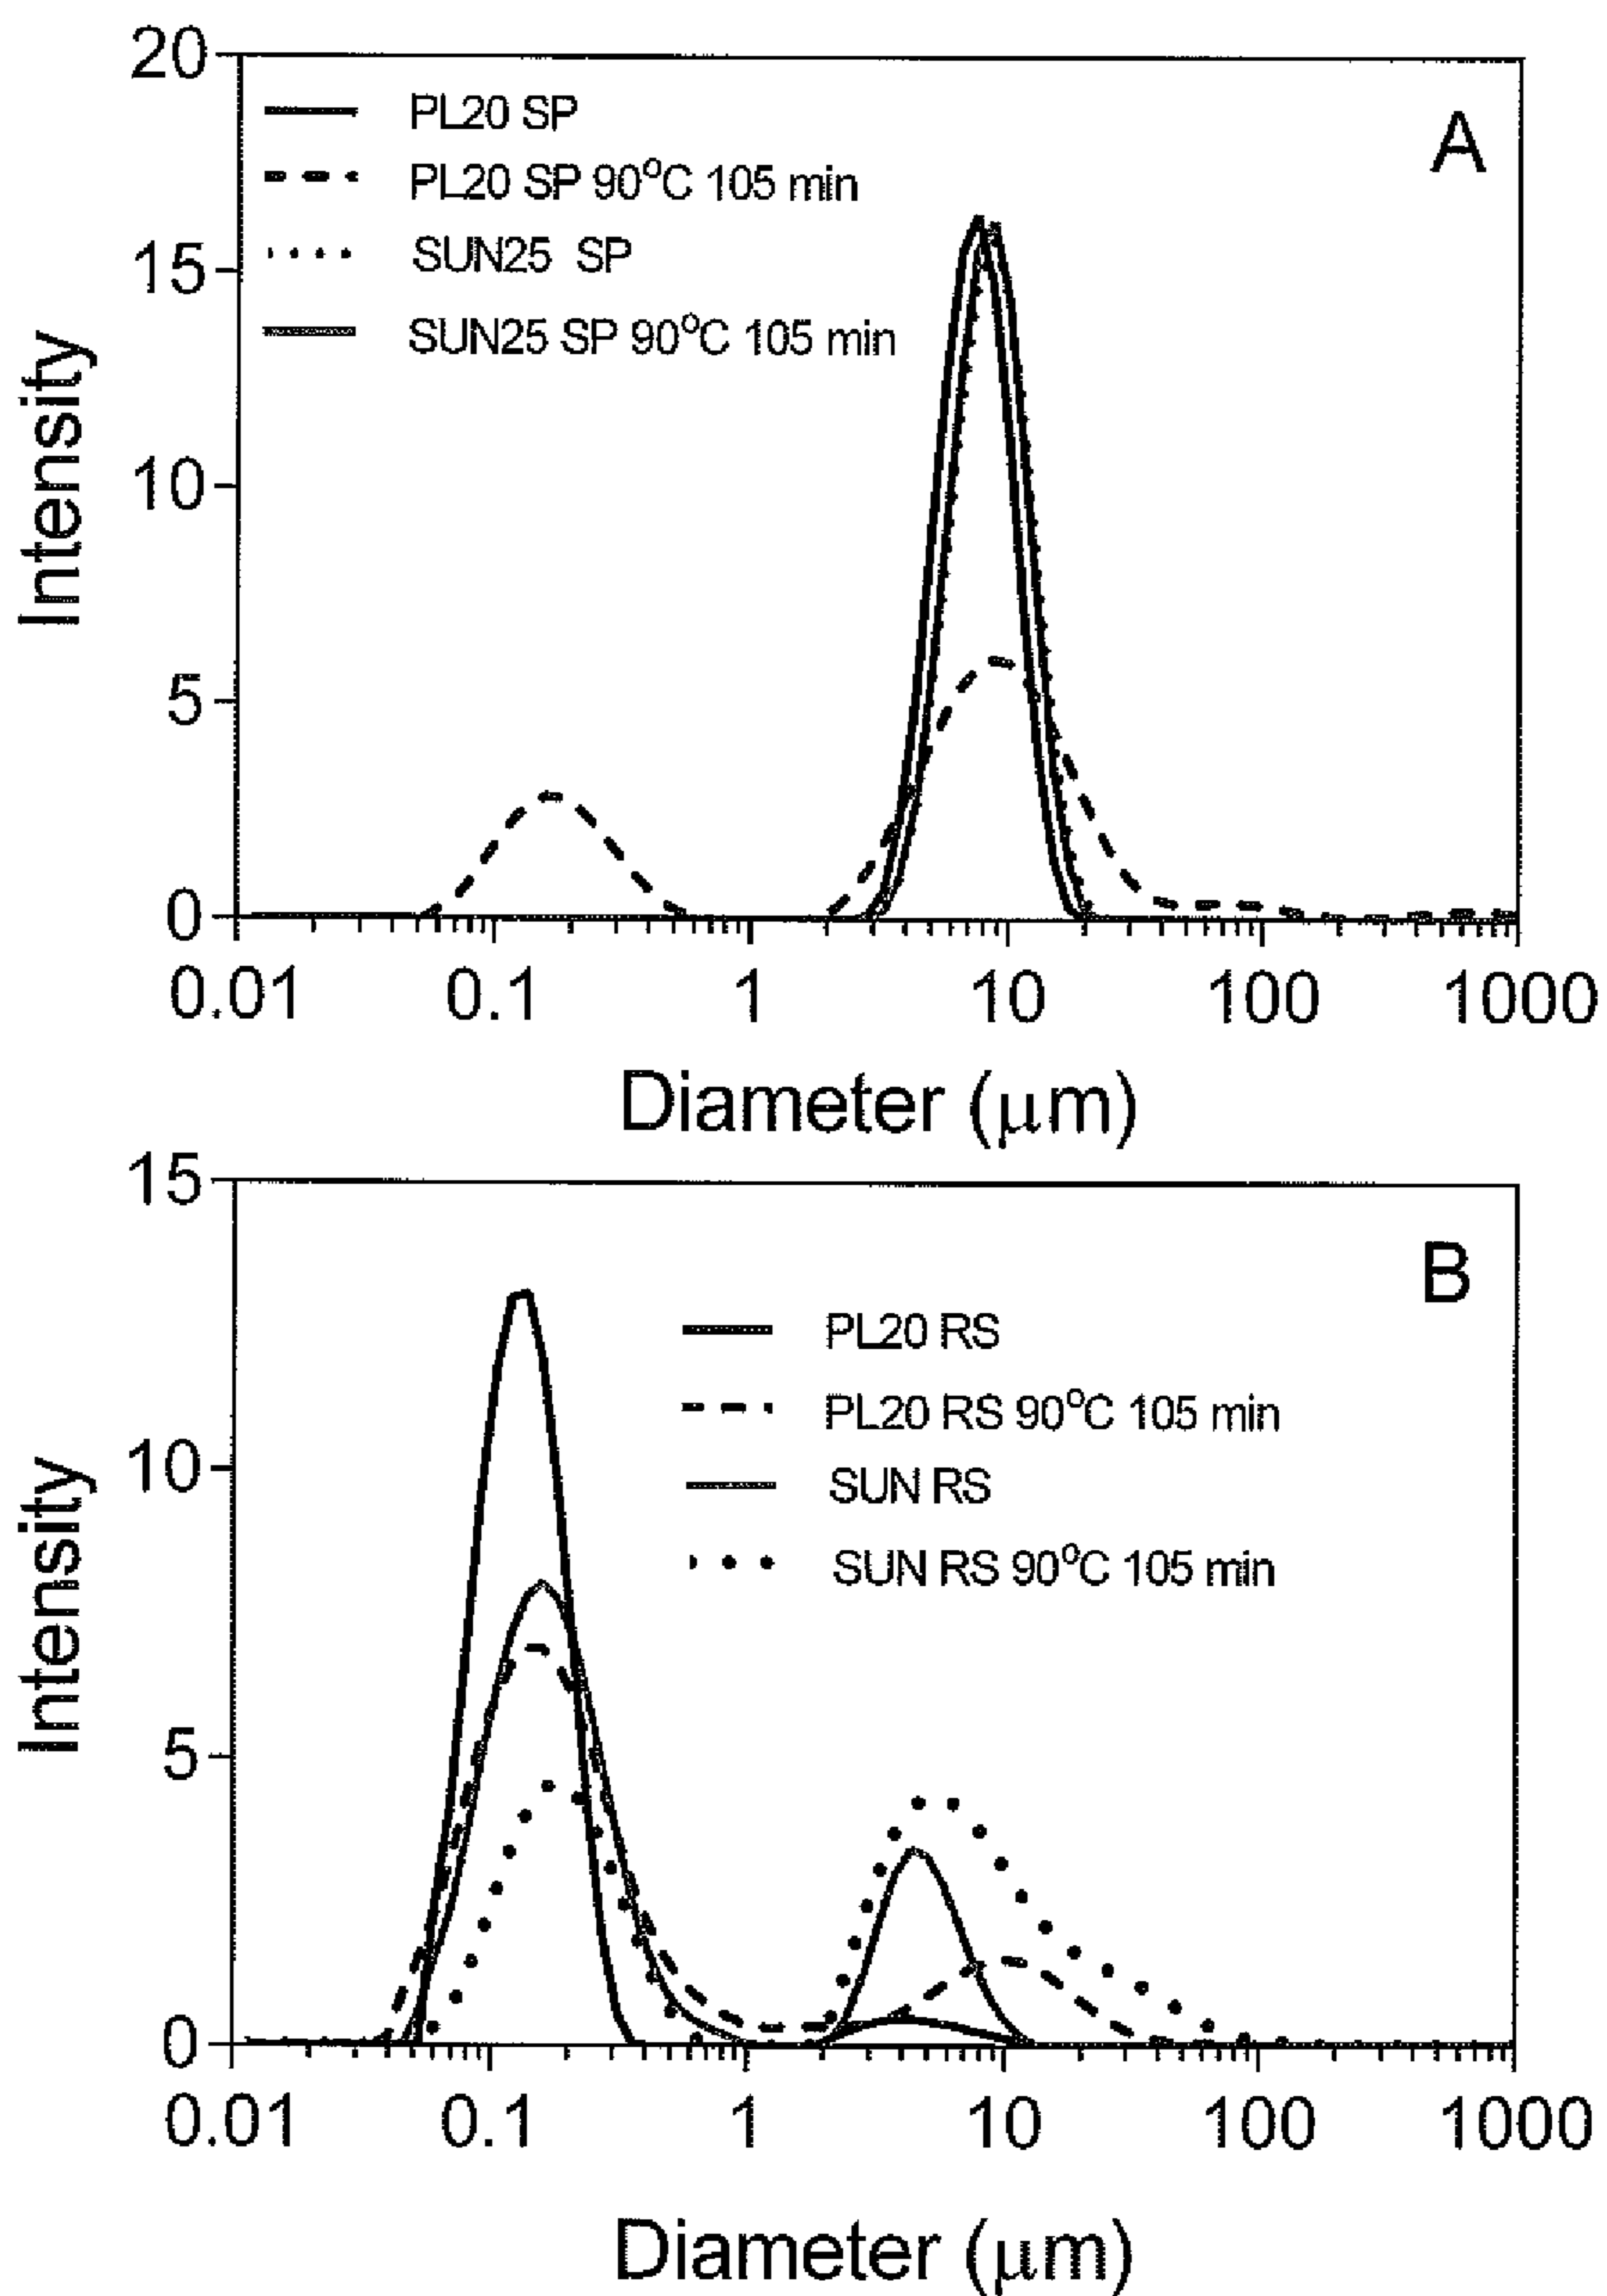 20
15
10
5
0
Intensity
PL20 SP
PL20 SP 90°C 105 min
SUN25 SP
SUN25 SP 90°C 105 min
A
0.01 0.1 1 10 100 1000
Diameter (μm)
15
10
5
0
Intensity
B
PL20 RS
PL20 RS 90°C 105 min
SUN RS
SUN RS 90°C 105 min
0.01 0.1 1 10 100 1000
Diameter (μm)